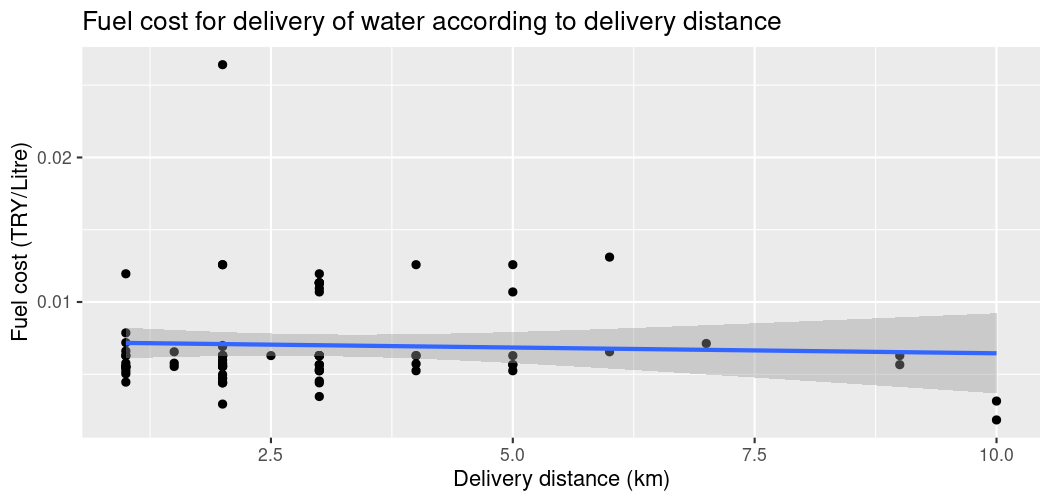 Fuel cost for delivery of water according to delivery distance
Fuel cost (TRY/Litre)
0.02
0.01
2.5 5.0 7.5 10.0
Delivery distance (km)